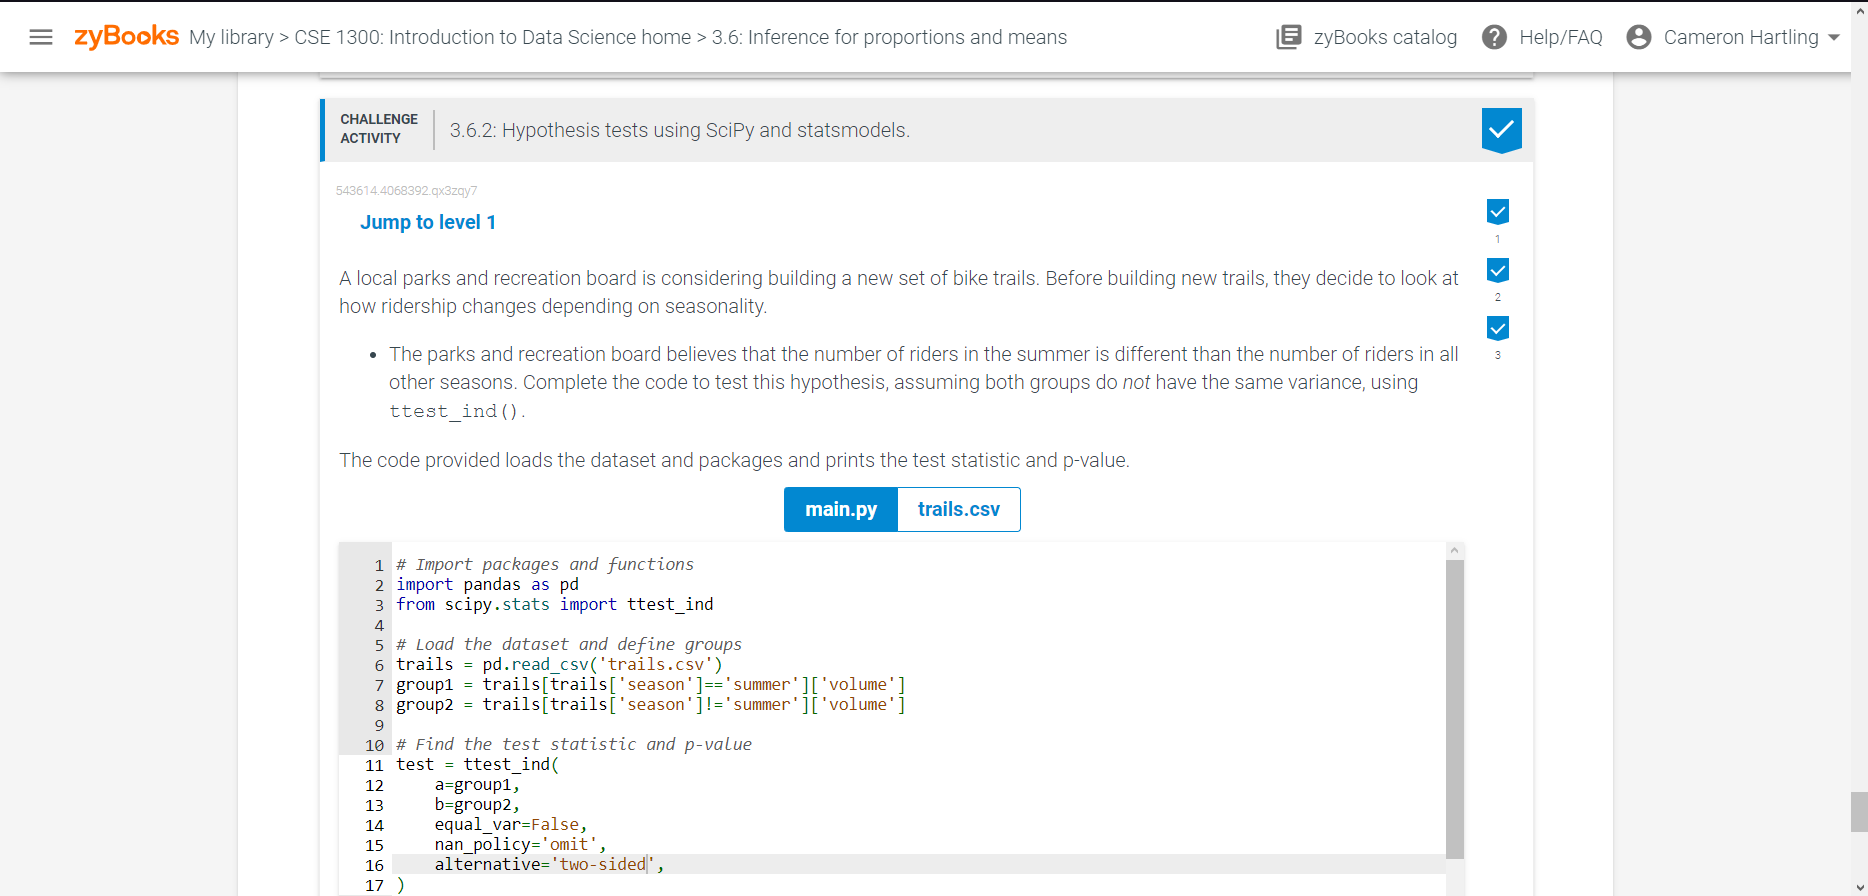 zyBooks My library > CSE 1300: Introduction to Data Science home > 3.6: Inference for proportions and means zyBooks catalog ? Help/FAQ Cameron Hartling
CHALLENGE ACTIVITY
3.6.2: Hypothesis tests using SciPy and statsmodels.
543614.4068392.qx3zqy7
Jump to level 1
1
2
3
A local parks and recreation board is considering building a new set of bike trails. Before building new trails, they decide to look at
how ridership changes depending on seasonality.
• The parks and recreation board believes that the number of riders in the summer is different than the number of riders in all
other seasons. Complete the code to test this hypothesis, assuming both groups do not have the same variance, using
ttest_ind().
The code provided loads the dataset and packages and prints the test statistic and p-value.
main.py trails.csv
1 # Import packages and functions
2 import pandas as pd
3 from scipy.stats import ttest_ind
4
5 # Load the dataset and define groups
6 trails = pd.read_csv('trails.csv')
7 group1 = trails[trails['season']=='summer']['volume']
8 group2 = trails[trails['season']!='summer']['volume']
9
10 # Find the test statistic and p-value
11 test = ttest_ind(
12     a=group1,
13     b=group2,
14     equal_var=False,
15     nan_policy='omit',
16     alternative='two-sided',
17 )